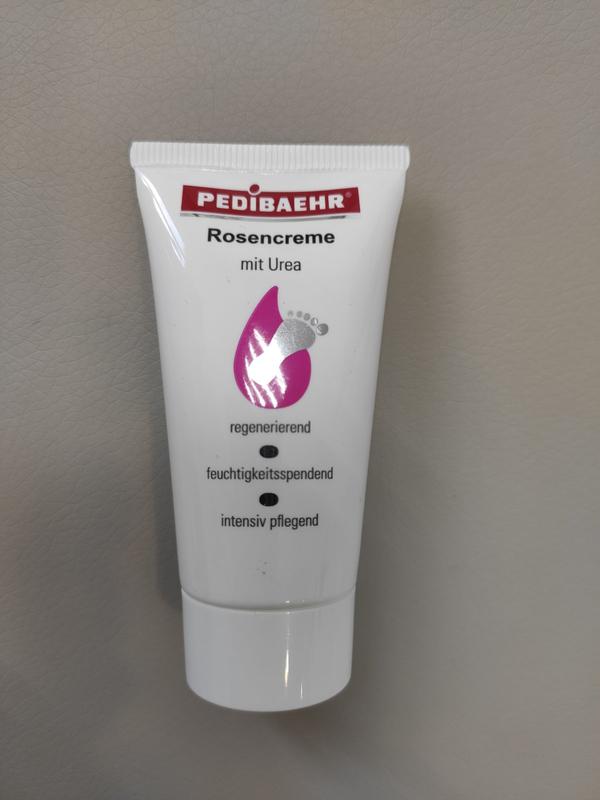 PEDIBAEHR®
Rosencreme
mit Urea
regenerierend
feuchtigkeitsspendend
intensiv pflegend